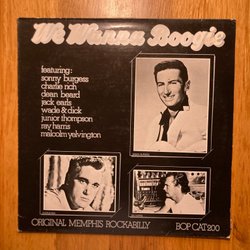 We Wanna Boogie
featuring:
sonny burgess
charlie rich
dean beard
jack earls
wade & dick
junior thompson
ray harris
malcolm yelvington
ORIGINAL MEMPHIS ROCKABILLY
BOP CAT 200